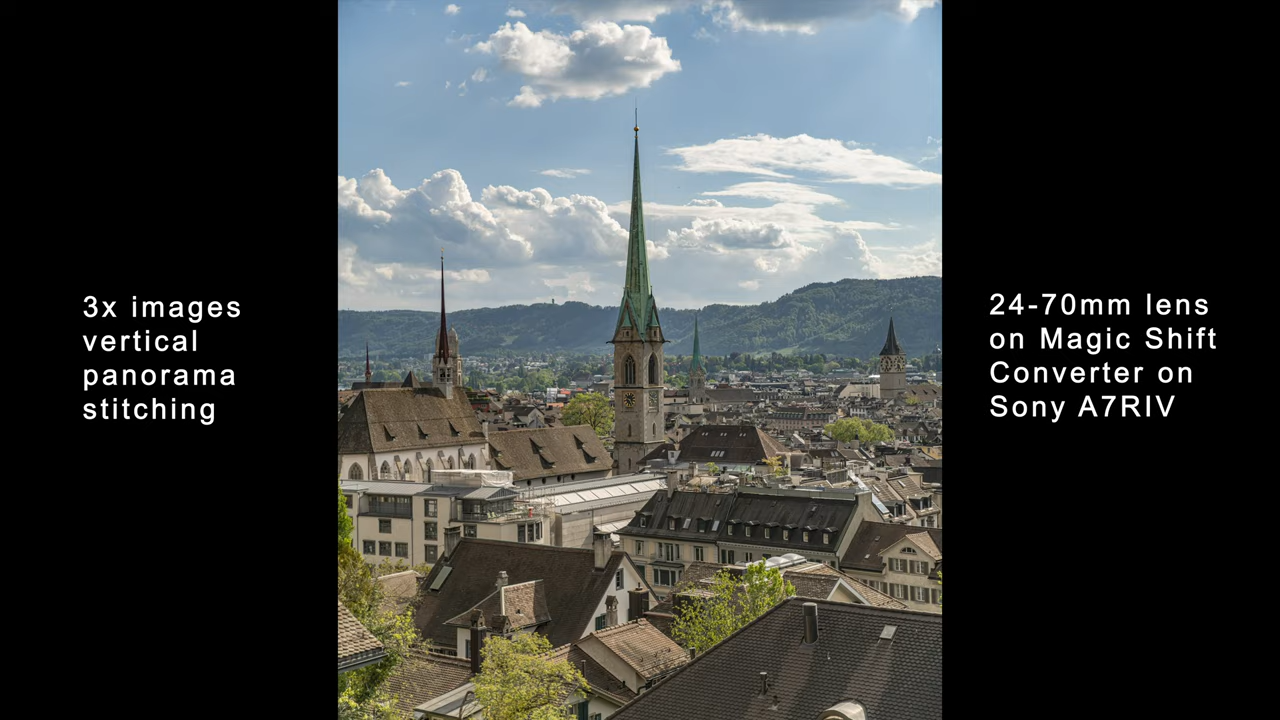 3x images
vertical
panorama
stitching
24-70mm lens
on Magic Shift
Converter on
Sony A7RIV